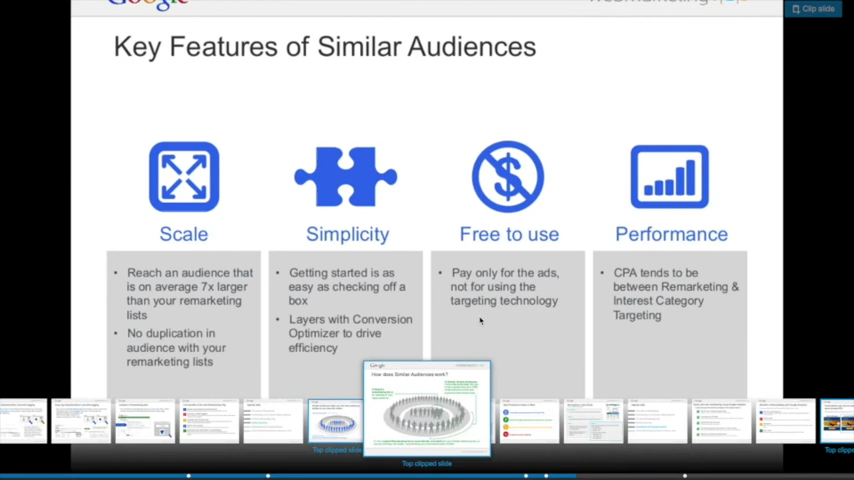 Google
Clip slide
Key Features of Similar Audiences
Scale
Simplicity
Free to use
Performance
• Reach an audience that
is on average 7x larger
than your remarketing
lists
• No duplication in
audience with your
remarketing lists
• Getting started is as
easy as checking off a
box
• Layers with Conversion
Optimizer to drive
efficiency
• Pay only for the ads,
not for using the
targeting technology
• CPA tends to be
between Remarketing &
Interest Category
Targeting
Google
How does Similar Audiences work?
Top clipped slide
Top clipped slide
Top clippe